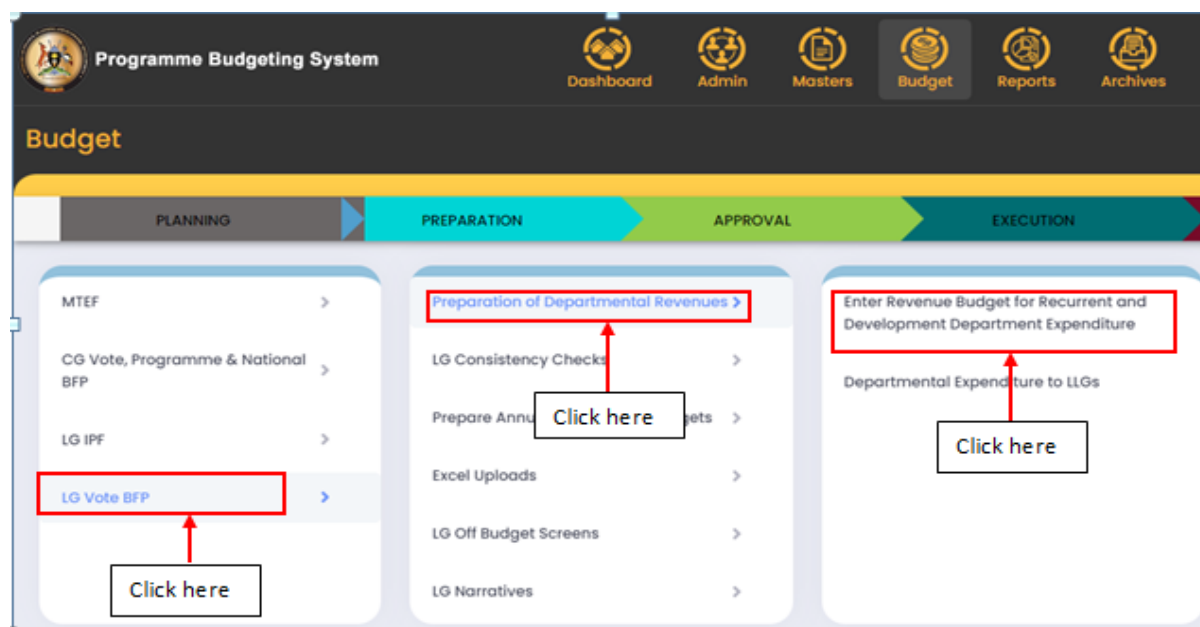 Programme Budgeting System
Dashboard
Admin
Masters
Budget
Reports
Archives
Budget
PLANNING
PREPARATION
APPROVAL
EXECUTION
MTEF
CG Vote, Programme & National
BFP
LG IPF
LG Vote BFP
Click here
Preparation of Departmental Revenues
LG Consistency Checks
Prepare Annu
Click here
Excel Uploads
LG Off Budget Screens
LG Narratives
Enter Revenue Budget for Recurrent and
Development Department Expenditure
Departmental Expenditure to LLGs
Click here